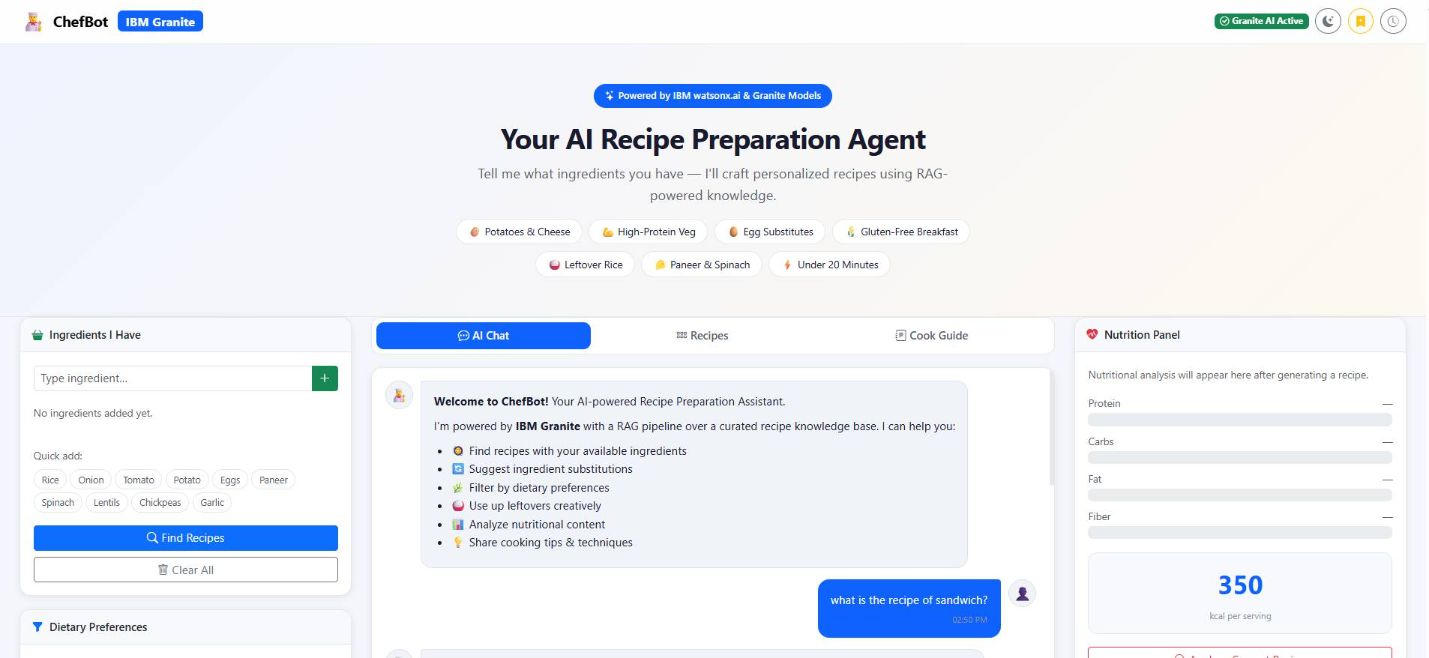 ChefBot IBM Granite
Granite AI Active
Powered by IBM watsonx.ai & Granite Models
Your AI Recipe Preparation Agent
Tell me what ingredients you have — I'll craft personalized recipes using RAG-
powered knowledge.
Potatoes & Cheese
High-Protein Veg
Egg Substitutes
Gluten-Free Breakfast
Leftover Rice
Paneer & Spinach
Under 20 Minutes
Ingredients I Have
Type ingredient...
+
No ingredients added yet.
Quick add:
Rice Onion Tomato Potato Eggs Paneer
Spinach Lentils Chickpeas Garlic
Find Recipes
Clear All
Dietary Preferences
AI Chat
Recipes
Cook Guide
Welcome to ChefBot! Your AI-powered Recipe Preparation Assistant.
I'm powered by IBM Granite with a RAG pipeline over a curated recipe knowledge base. I can help you:
• Find recipes with your available ingredients
• Suggest ingredient substitutions
• Filter by dietary preferences
• Use up leftovers creatively
• Analyze nutritional content
• Share cooking tips & techniques
what is the recipe of sandwich?
02:50 PM
Nutrition Panel
Nutritional analysis will appear here after generating a recipe.
Protein —
Carbs —
Fat —
Fiber —
350
kcal per serving